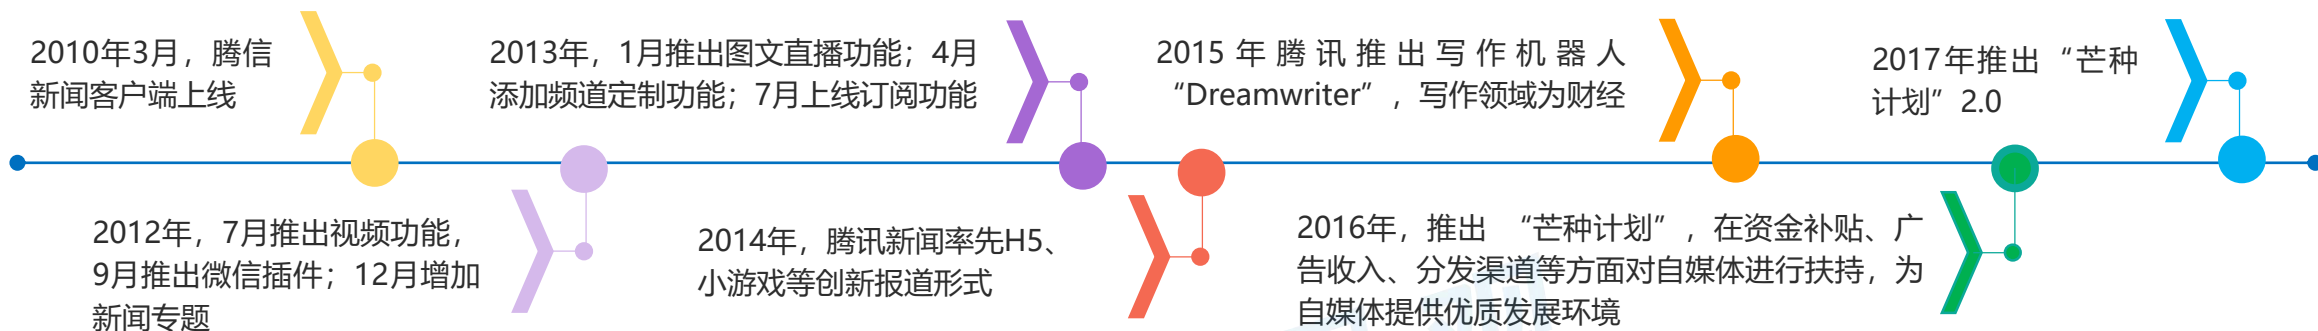 2010年3月，腾信
新闻客户端上线
2013年，1月推出图文直播功能；4月
添加频道定制功能；7月上线订阅功能
2015年腾讯推出写作机器人
“Dreamwriter”，写作领域为财经
2017年推出“芒种
计划”2.0
2012年，7月推出视频功能，
9月推出微信插件；12月增加
新闻专题
2014年，腾讯新闻率先H5、
小游戏等创新报道形式
2016年，推出 “芒种计划”，在资金补贴、广
告收入、分发渠道等方面对自媒体进行扶持，为
自媒体提供优质发展环境